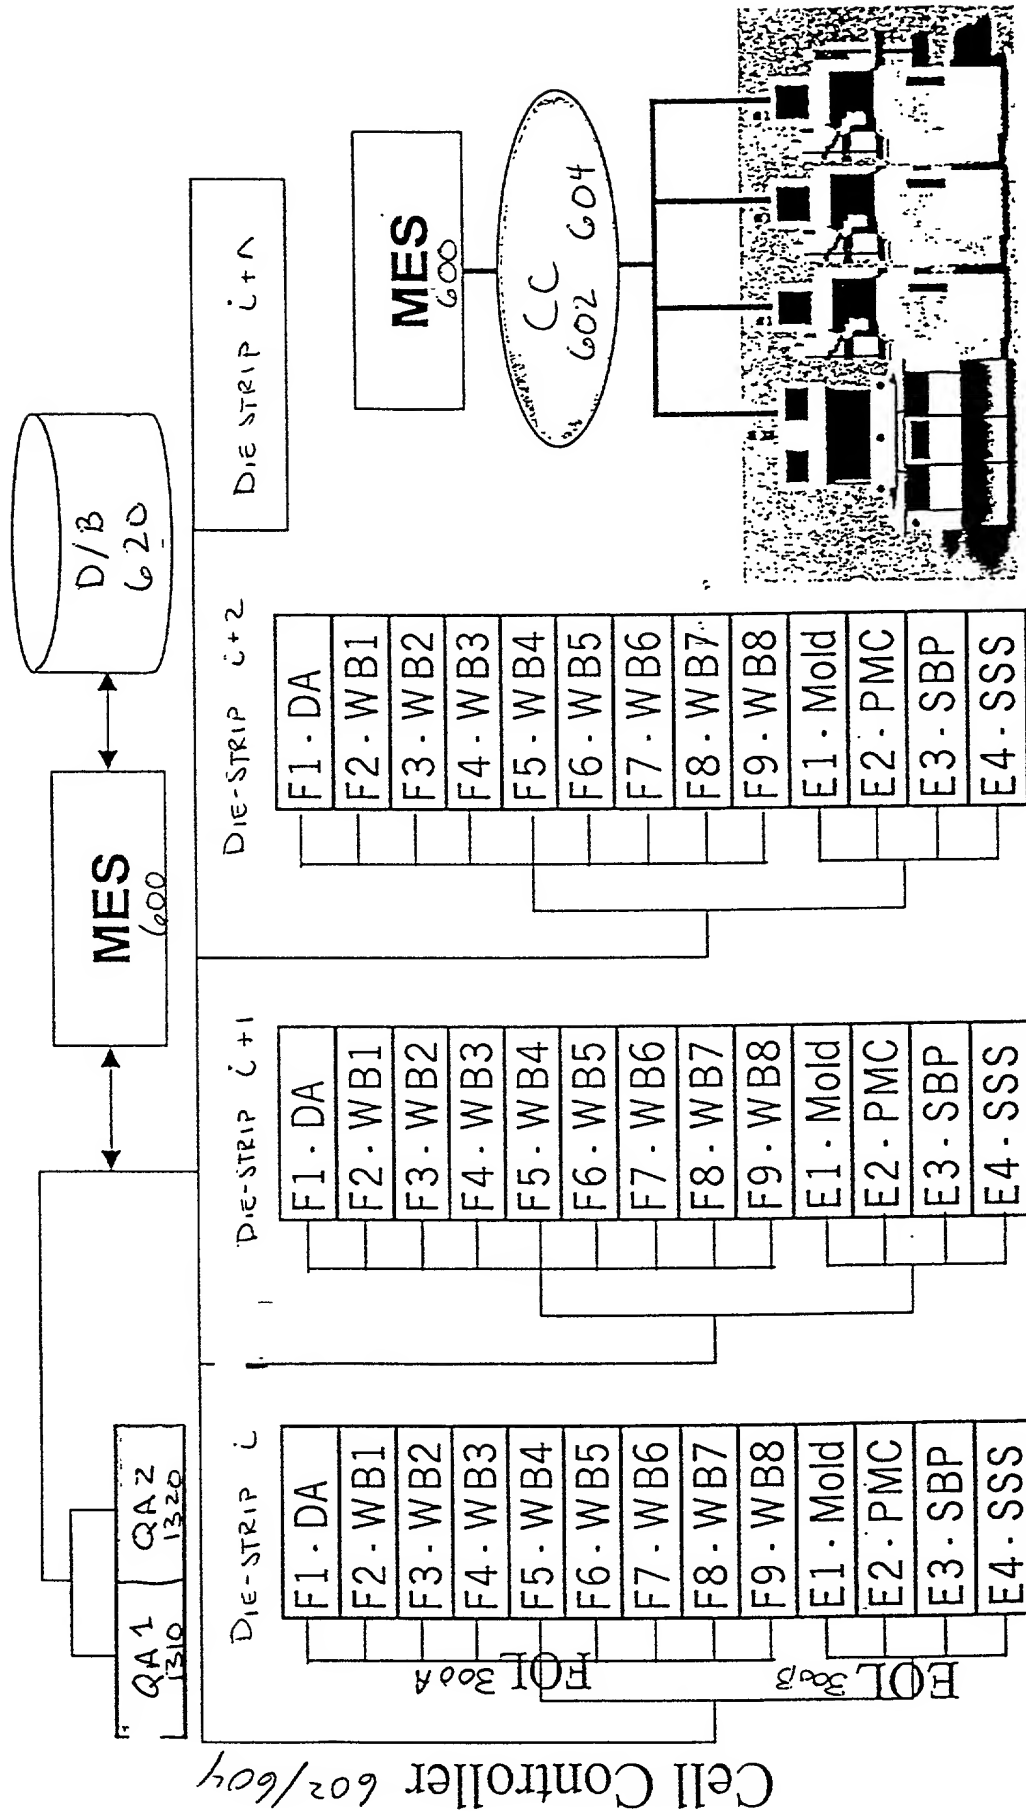 QA1
1310
QA2
1320
MES
600
D/B
620
DIE-STRIP i
F1 - DA
F2 - WB1
F3 - WB2
F4 - WB3
F5 - WB4
F6 - WB5
F7 - WB6
F8 - WB7
F9 - WB8
E1 - Mold
E2 - PMC
E3 - SBP
E4 - SSS
DIE-STRIP i+1
F1 - DA
F2 - WB1
F3 - WB2
F4 - WB3
F5 - WB4
F6 - WB5
F7 - WB6
F8 - WB7
F9 - WB8
E1 - Mold
E2 - PMC
E3 - SBP
E4 - SSS
DIE-STRIP i+2
F1 - DA
F2 - WB1
F3 - WB2
F4 - WB3
F5 - WB4
F6 - WB5
F7 - WB6
F8 - WB7
F9 - WB8
E1 - Mold
E2 - PMC
E3 - SBP
E4 - SSS
DIE STRIP i+n
MES
600
CC
602 604
Cell Controller 602/604
FOL 300A
EOL 300B